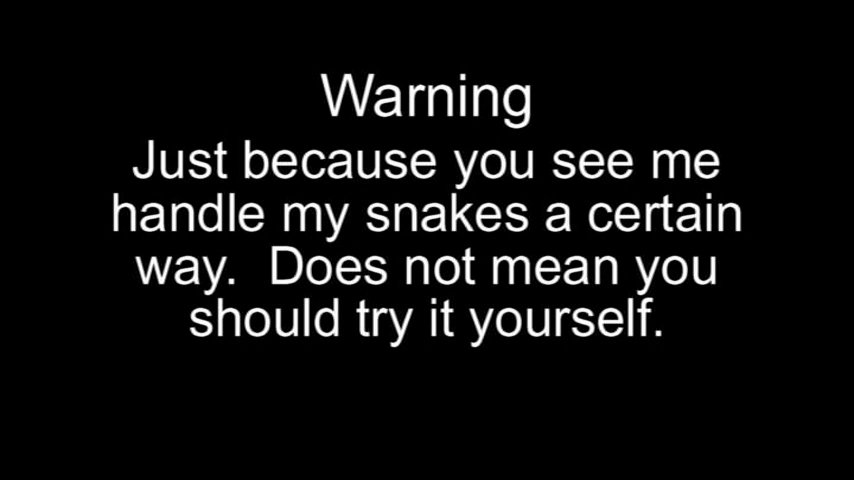 Warning
Just because you see me
handle my snakes a certain
way.  Does not mean you
should try it yourself.